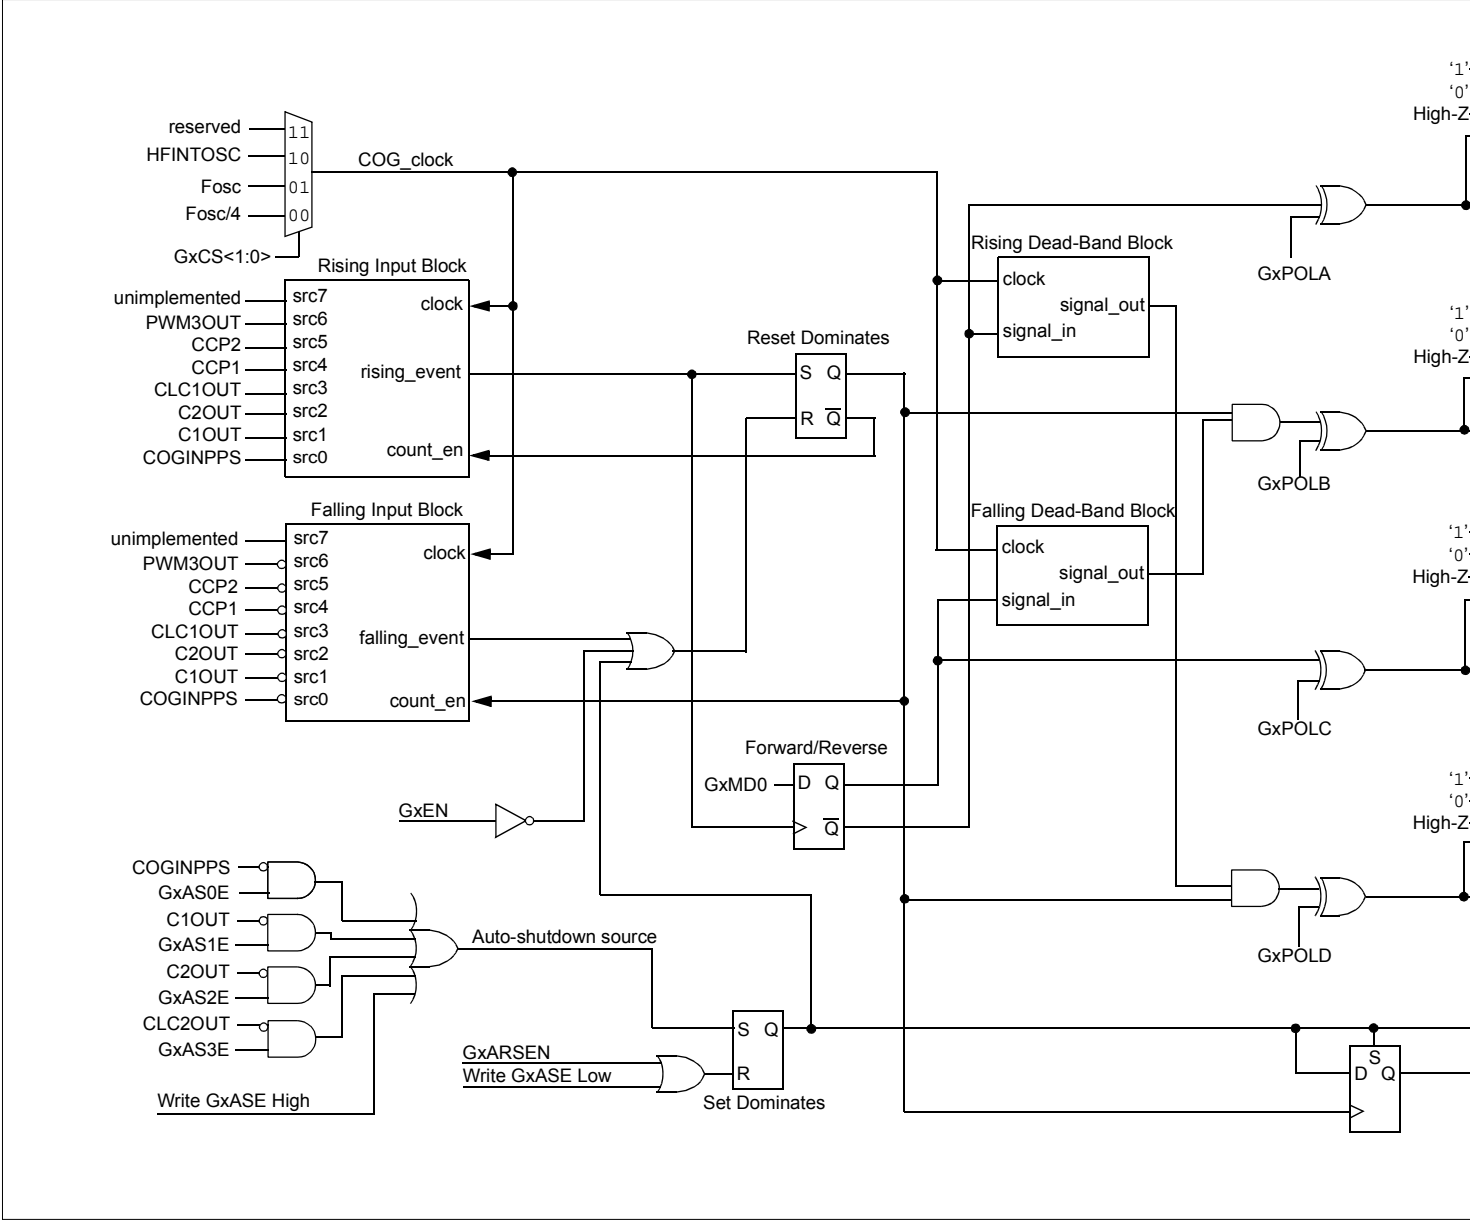 ‘1’
‘0’
High-Z
reserved
11
HFINTOSC
10
COG_clock
Fosc
01
Fosc/4
00
GxCS<1:0>
Rising Input Block
unimplemented
src7
PWM3OUT
src6
CCP2
src5
CCP1
src4
CLC1OUT
src3
C2OUT
src2
C1OUT
src1
COGINPPS
src0
clock
rising_event
count_en
Reset Dominates
S Q
R Q
Rising Dead-Band Block
clock
signal_out
signal_in
GxPOLA
‘1’
‘0’
High-Z
GxPOLB
Falling Input Block
unimplemented
src7
PWM3OUT
src6
CCP2
src5
CCP1
src4
CLC1OUT
src3
C2OUT
src2
C1OUT
src1
COGINPPS
src0
clock
falling_event
count_en
Falling Dead-Band Block
clock
signal_out
signal_in
‘1’
‘0’
High-Z
GxPOLC
Forward/Reverse
GxMD0
D Q
Q
GxEN
‘1’
‘0’
High-Z
GxPOLD
COGINPPS
GxAS0E
C1OUT
GxAS1E
C2OUT
GxAS2E
CLC2OUT
GxAS3E
Write GxASE High
Auto-shutdown source
GxARSEN
Write GxASE Low
S Q
R
Set Dominates
S
D Q